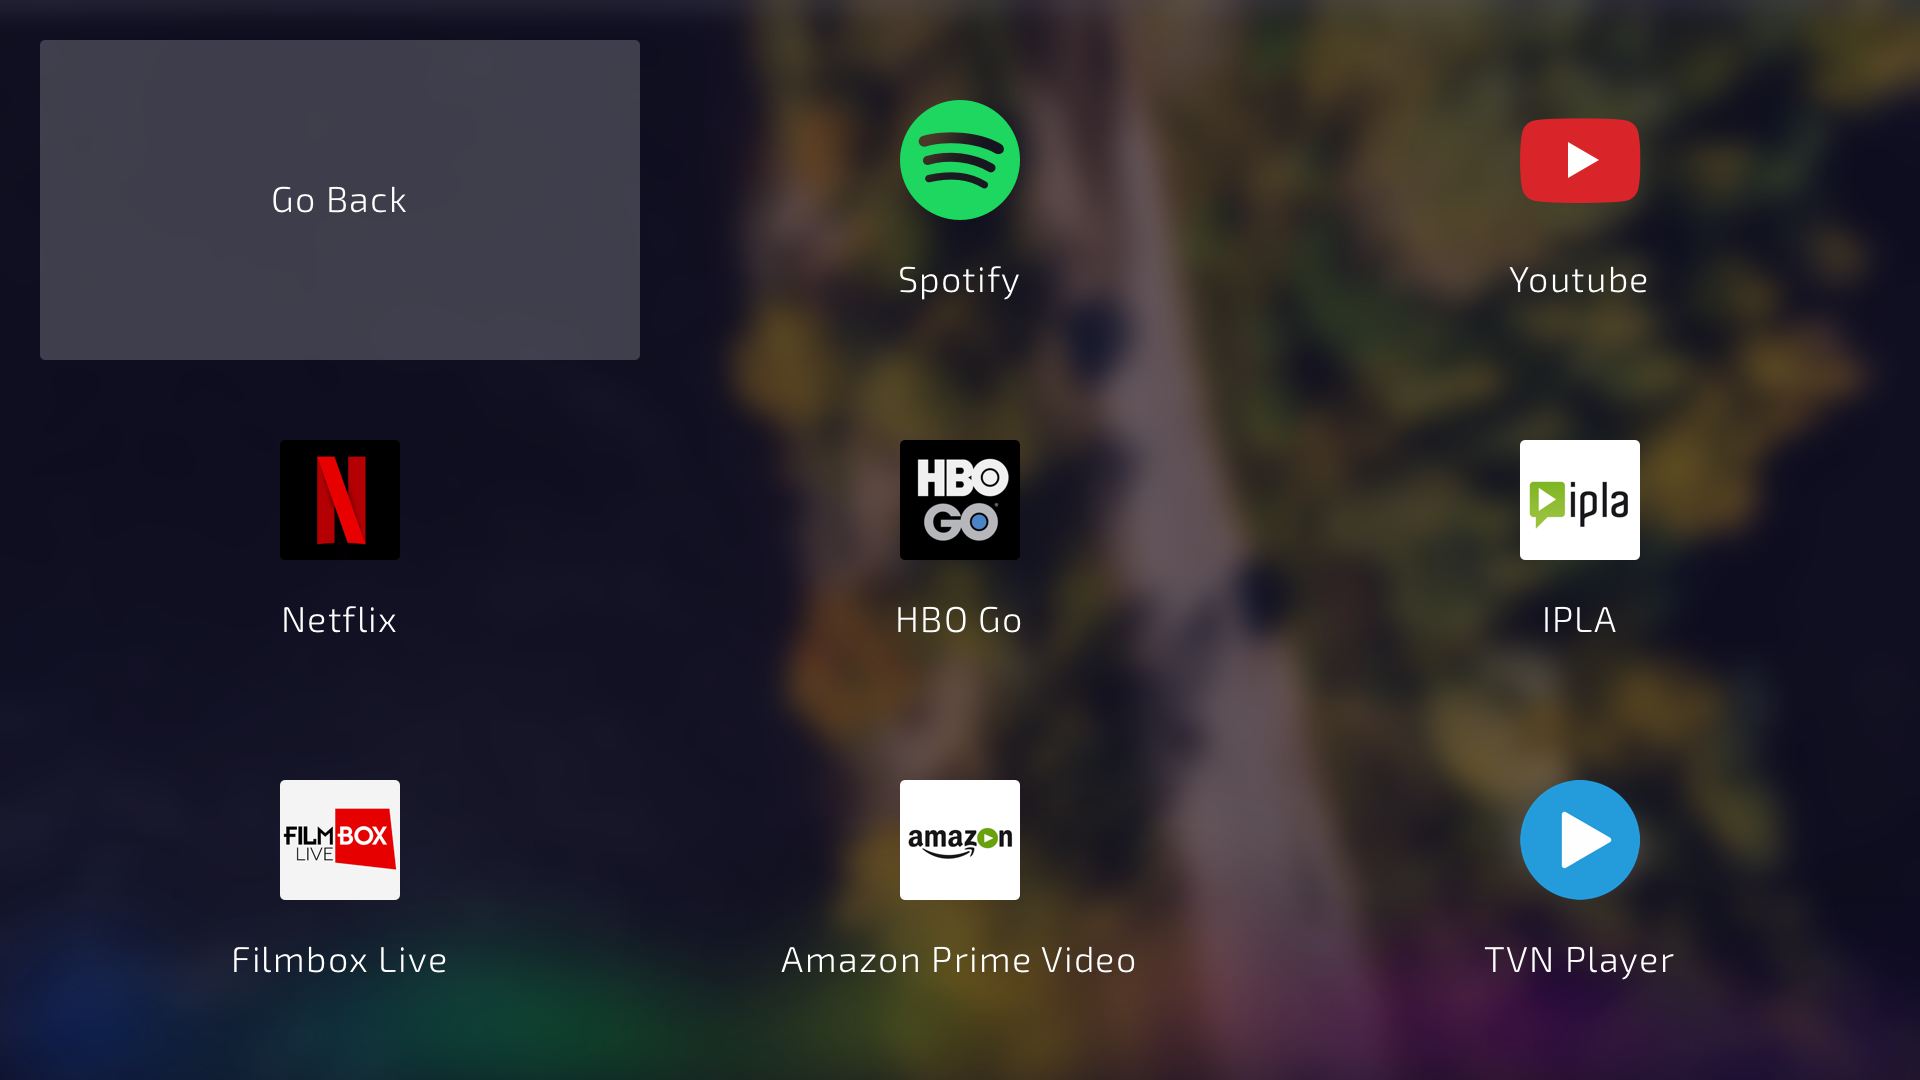 Go Back
Spotify
Youtube
N
HBO
GO
ipla
Netflix
HBO Go
IPLA
FILM BOX
LIVE
amazon
Filmbox Live
Amazon Prime Video
TVN Player